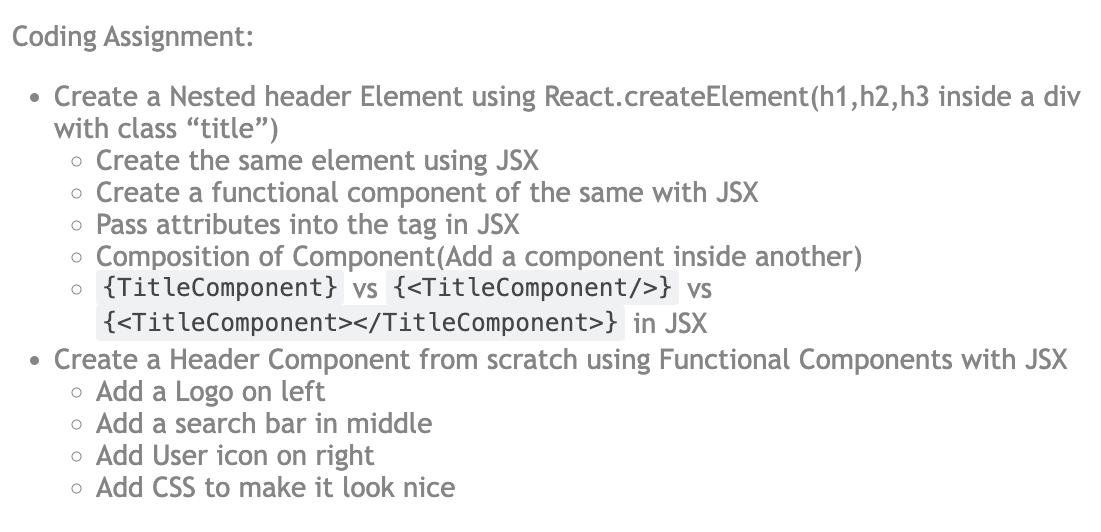 Coding Assignment:
• Create a Nested header Element using React.createElement(h1,h2,h3 inside a div
with class “title”)
○ Create the same element using JSX
○ Create a functional component of the same with JSX
○ Pass attributes into the tag in JSX
○ Composition of Component(Add a component inside another)
○ {TitleComponent} vs {<TitleComponent/>} vs
{<TitleComponent></TitleComponent>} in JSX
• Create a Header Component from scratch using Functional Components with JSX
○ Add a Logo on left
○ Add a search bar in middle
○ Add User icon on right
○ Add CSS to make it look nice